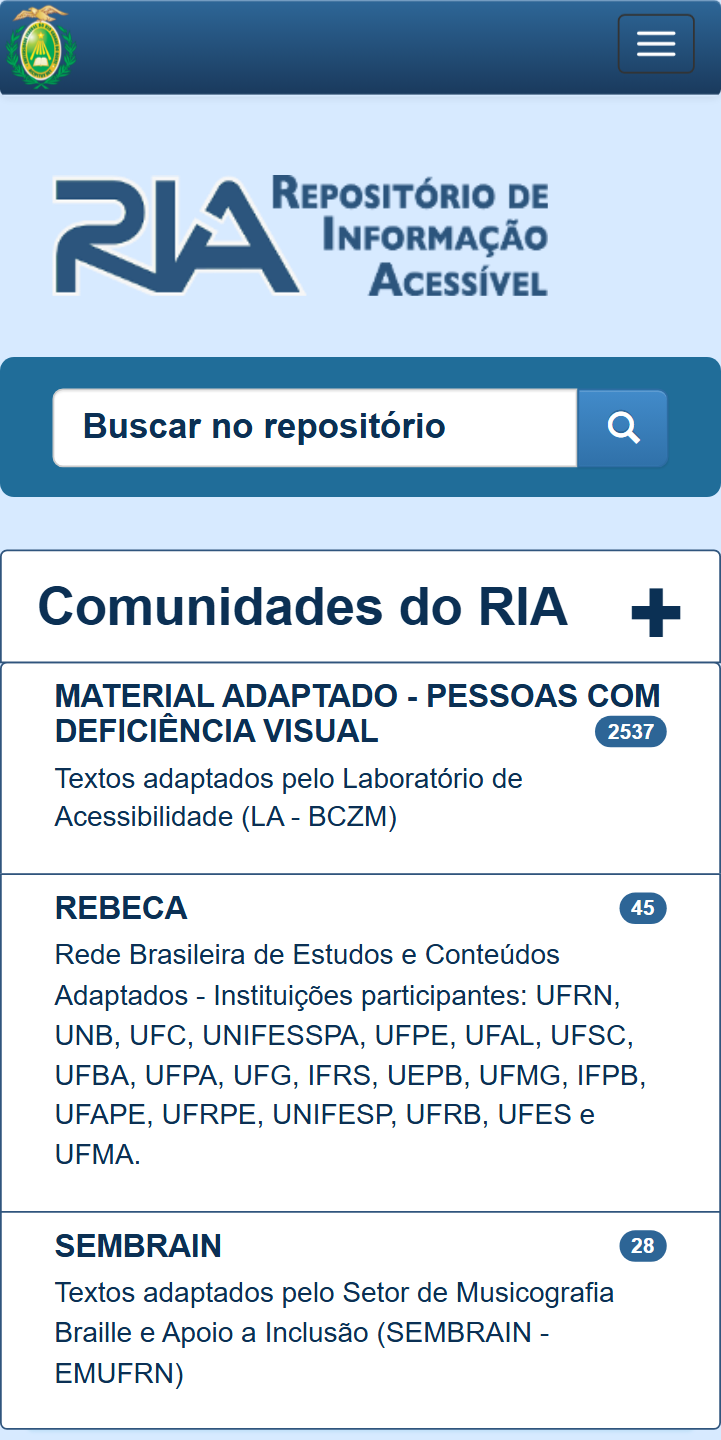 RIA
REPOSITÓRIO DE
INFORMAÇÃO
ACESSÍVEL
Buscar no repositório
Comunidades do RIA
MATERIAL ADAPTADO - PESSOAS COM
DEFICIÊNCIA VISUAL 2537
Textos adaptados pelo Laboratório de
Acessibilidade (LA - BCZM)
REBECA 45
Rede Brasileira de Estudos e Conteúdos
Adaptados - Instituições participantes: UFRN,
UNB, UFC, UNIFESSPA, UFPE, UFAL, UFSC,
UFBA, UFPA, UFG, IFRS, UEPB, UFMG, IFPB,
UFAPE, UFRPE, UNIFESP, UFRB, UFES e
UFMA.
SEMBRAIN 28
Textos adaptados pelo Setor de Musicografia
Braille e Apoio a Inclusão (SEMBRAIN -
EMUFRN)